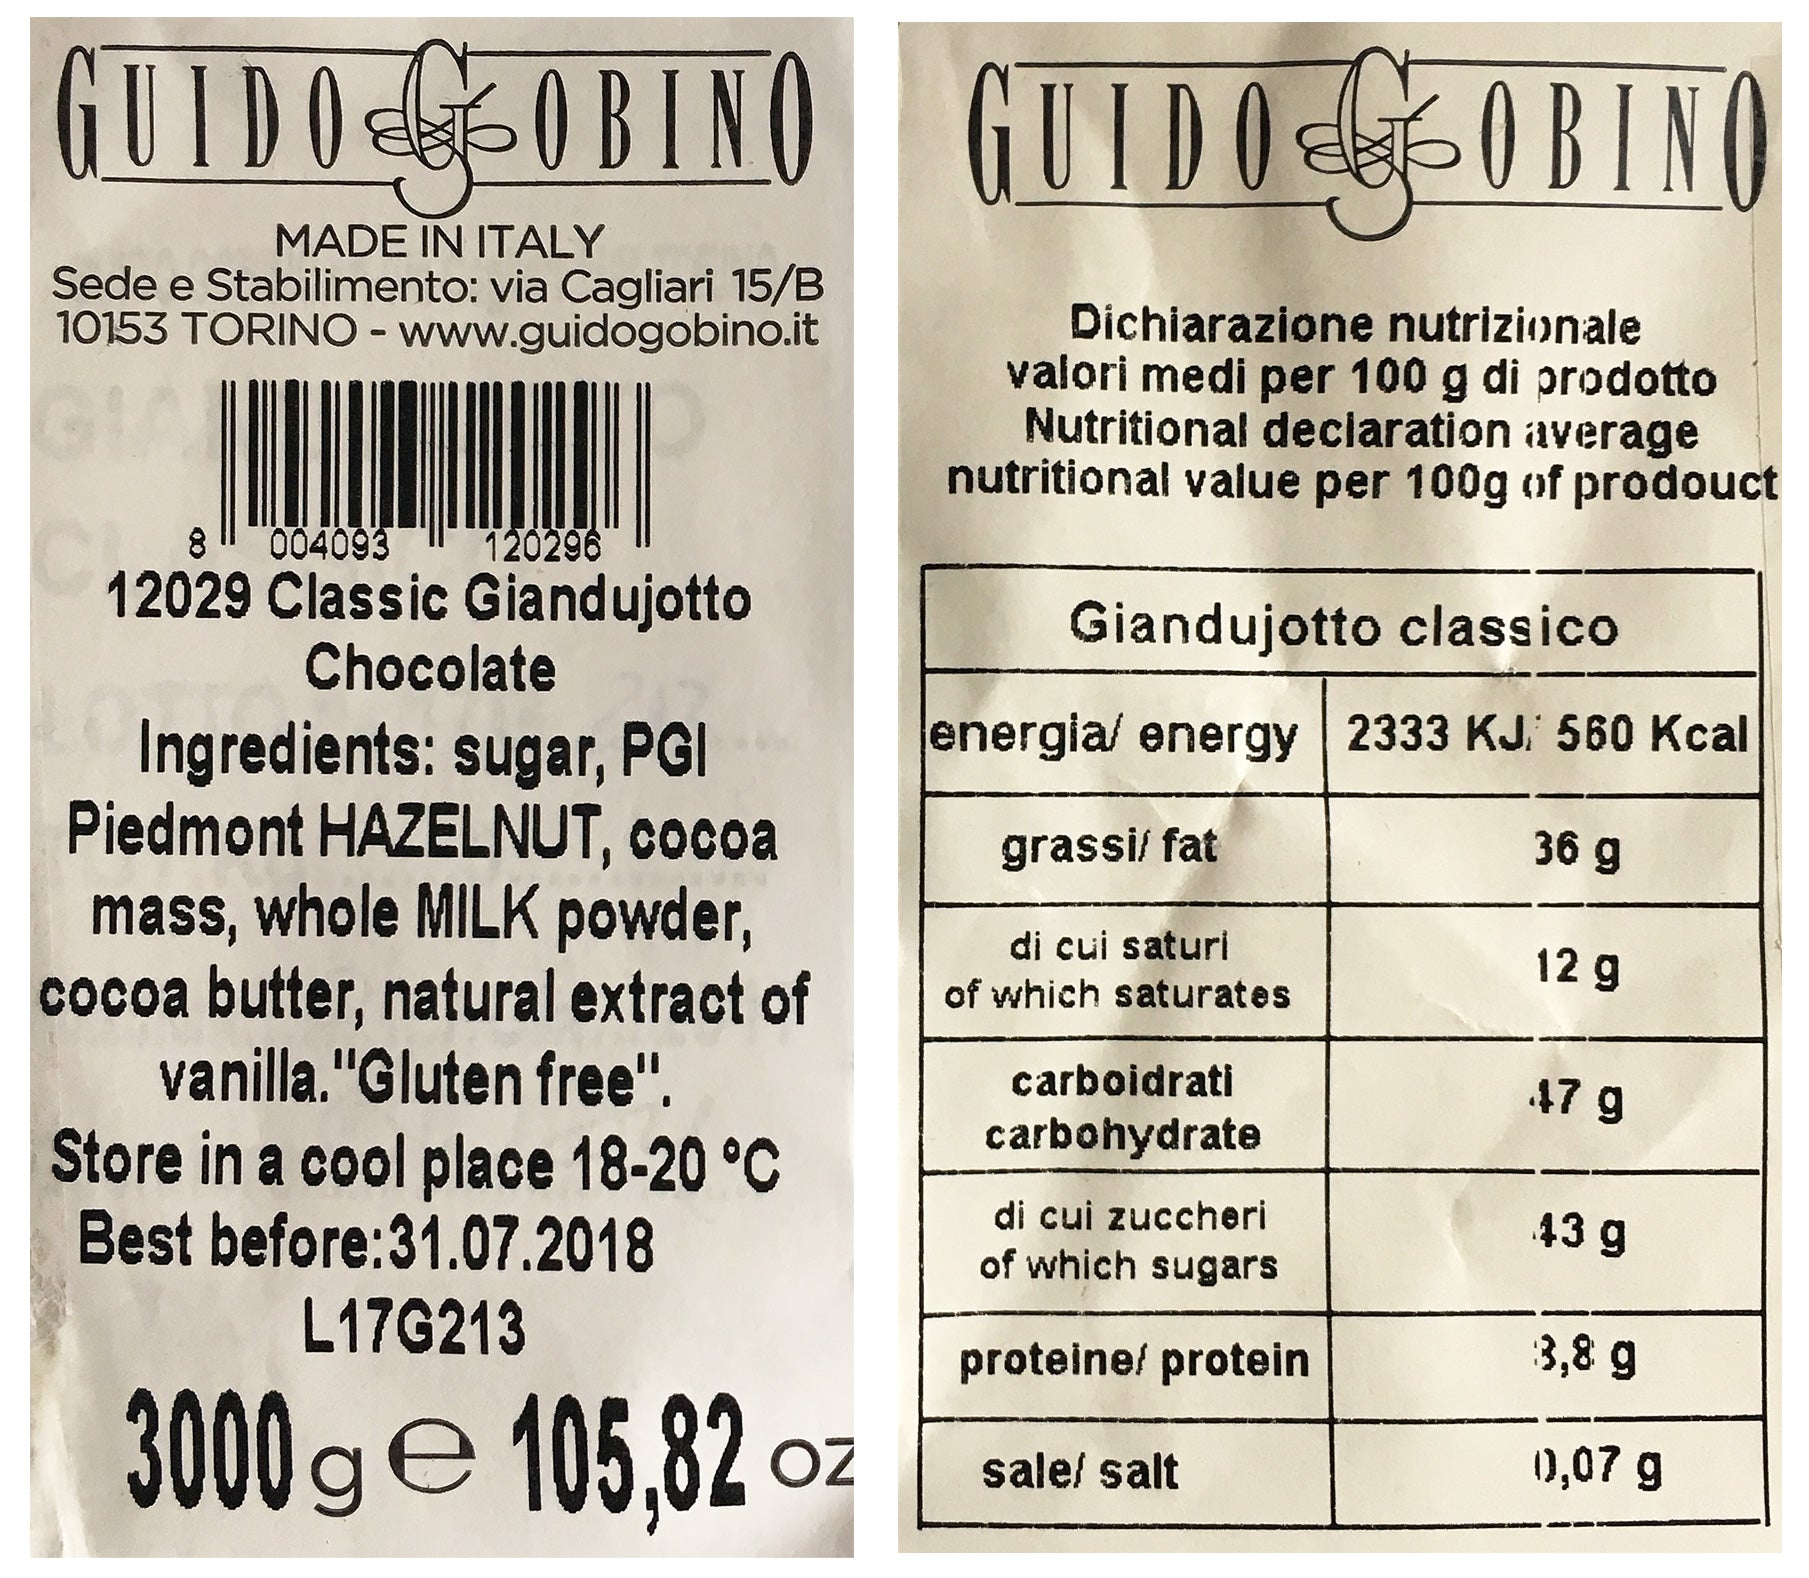 GUIDO GOBINO
MADE IN ITALY
Sede e Stabilimento: via Cagliari 15/B
10153 TORINO - www.guidogobino.it
8 004093 120296
12029 Classic Giandujotto
Chocolate
Ingredients: sugar, PGI
Piedmont HAZELNUT, cocoa
mass, whole MILK powder,
cocoa butter, natural extract of
vanilla."Gluten free".
Store in a cool place 18-20 °C
Best before:31.07.2018
L17G213
3000 g e 105,82 oz
GUIDO GOBINO
Dichiarazione nutrizionale
valori medi per 100 g di prodotto
Nutritional declaration average
nutritional value per 100g of prodouct
Giandujotto classico
energia/ energy 2333 KJ/ 560 Kcal
grassi/ fat 36 g
di cui saturi
of which saturates 12 g
carboidrati
carbohydrate 47 g
di cui zuccheri
of which sugars 43 g
proteine/ protein 8,8 g
sale/ salt 0,07 g